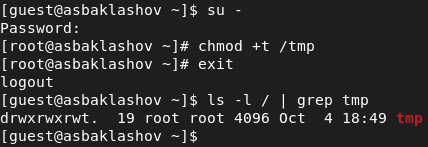 [guest@asbaklashov ~]$ su -
Password:
[root@asbaklashov ~]# chmod +t /tmp
[root@asbaklashov ~]# exit
logout
[guest@asbaklashov ~]$ ls -l / | grep tmp
drwxrwxrwt.  19 root root 4096 Oct  4 18:49 tmp
[guest@asbaklashov ~]$